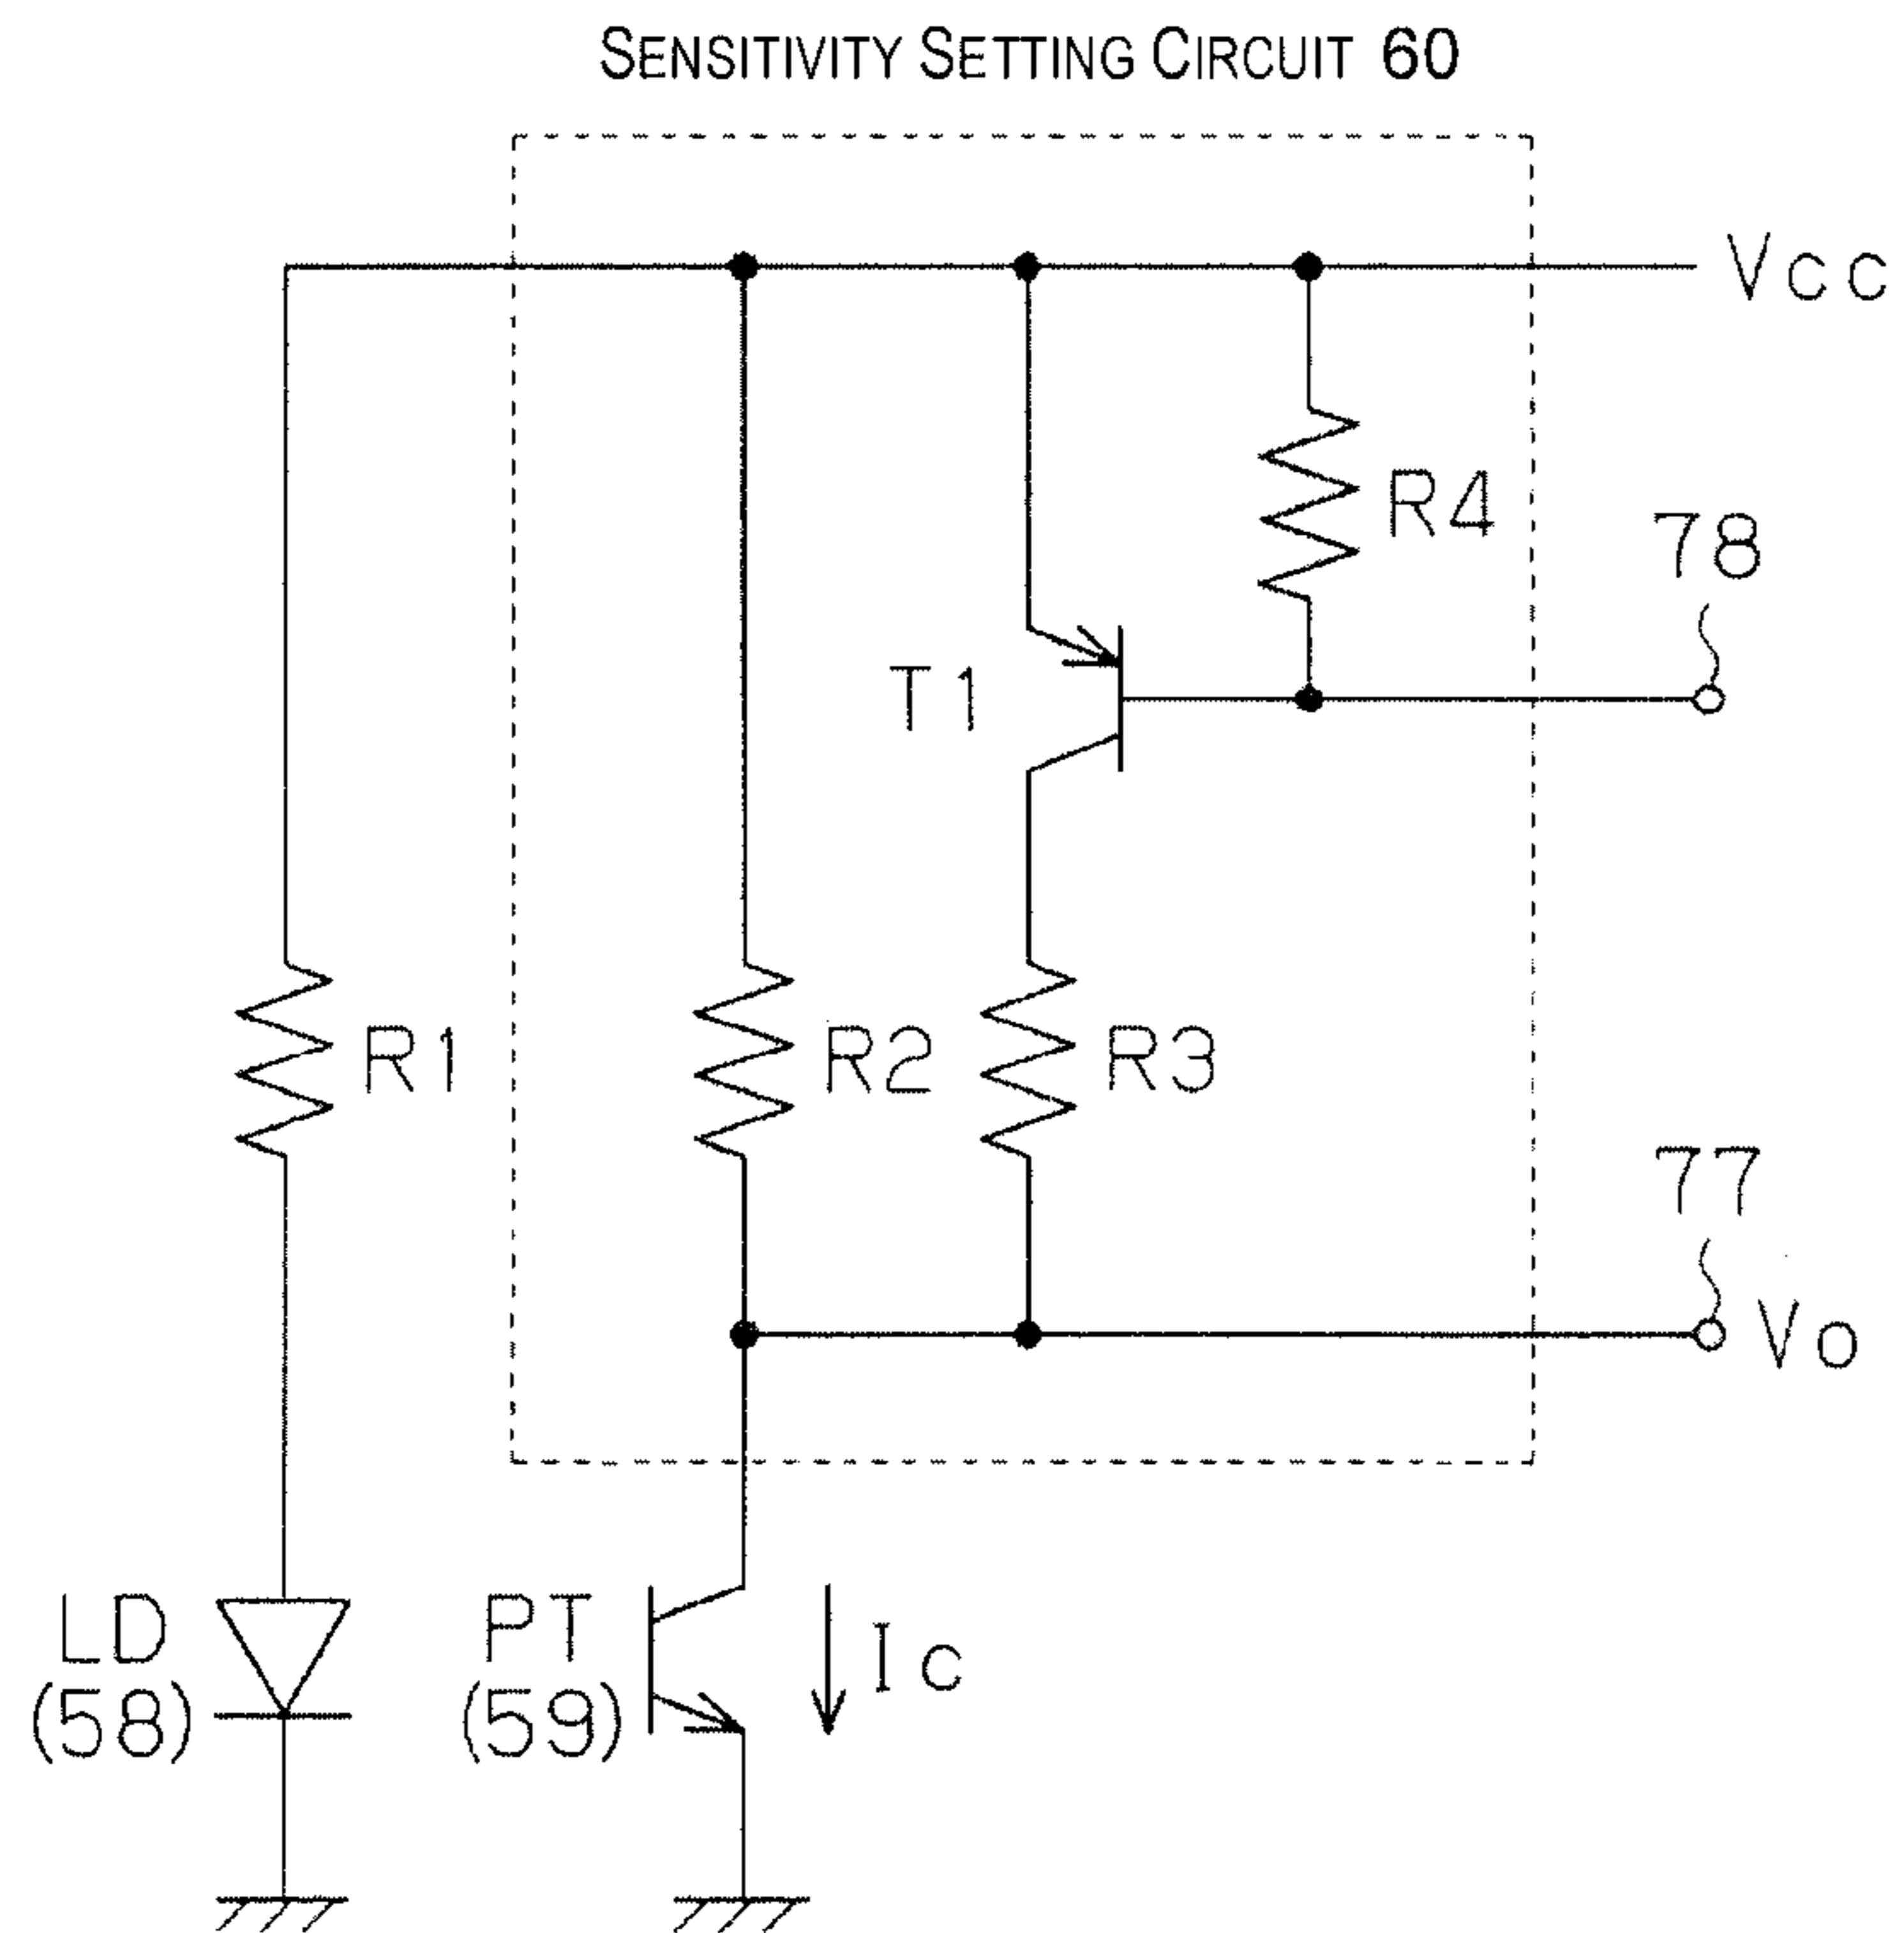 SENSITIVITY SETTING CIRCUIT 60
Vcc
R4
78
T1
R1
R2
R3
77
Vo
LD
(58)
PT
(59)
Ic